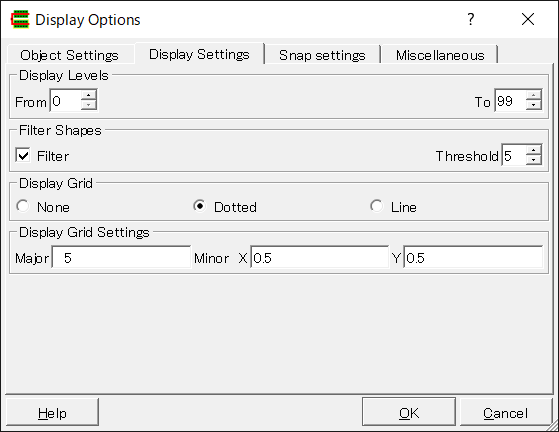 Display Options
?
Object Settings Display Settings Snap settings Miscellaneous
Display Levels
From 0 To 99
Filter Shapes
Filter Threshold 5
Display Grid
None Dotted Line
Display Grid Settings
Major 5 Minor X 0.5 Y 0.5
Help OK Cancel